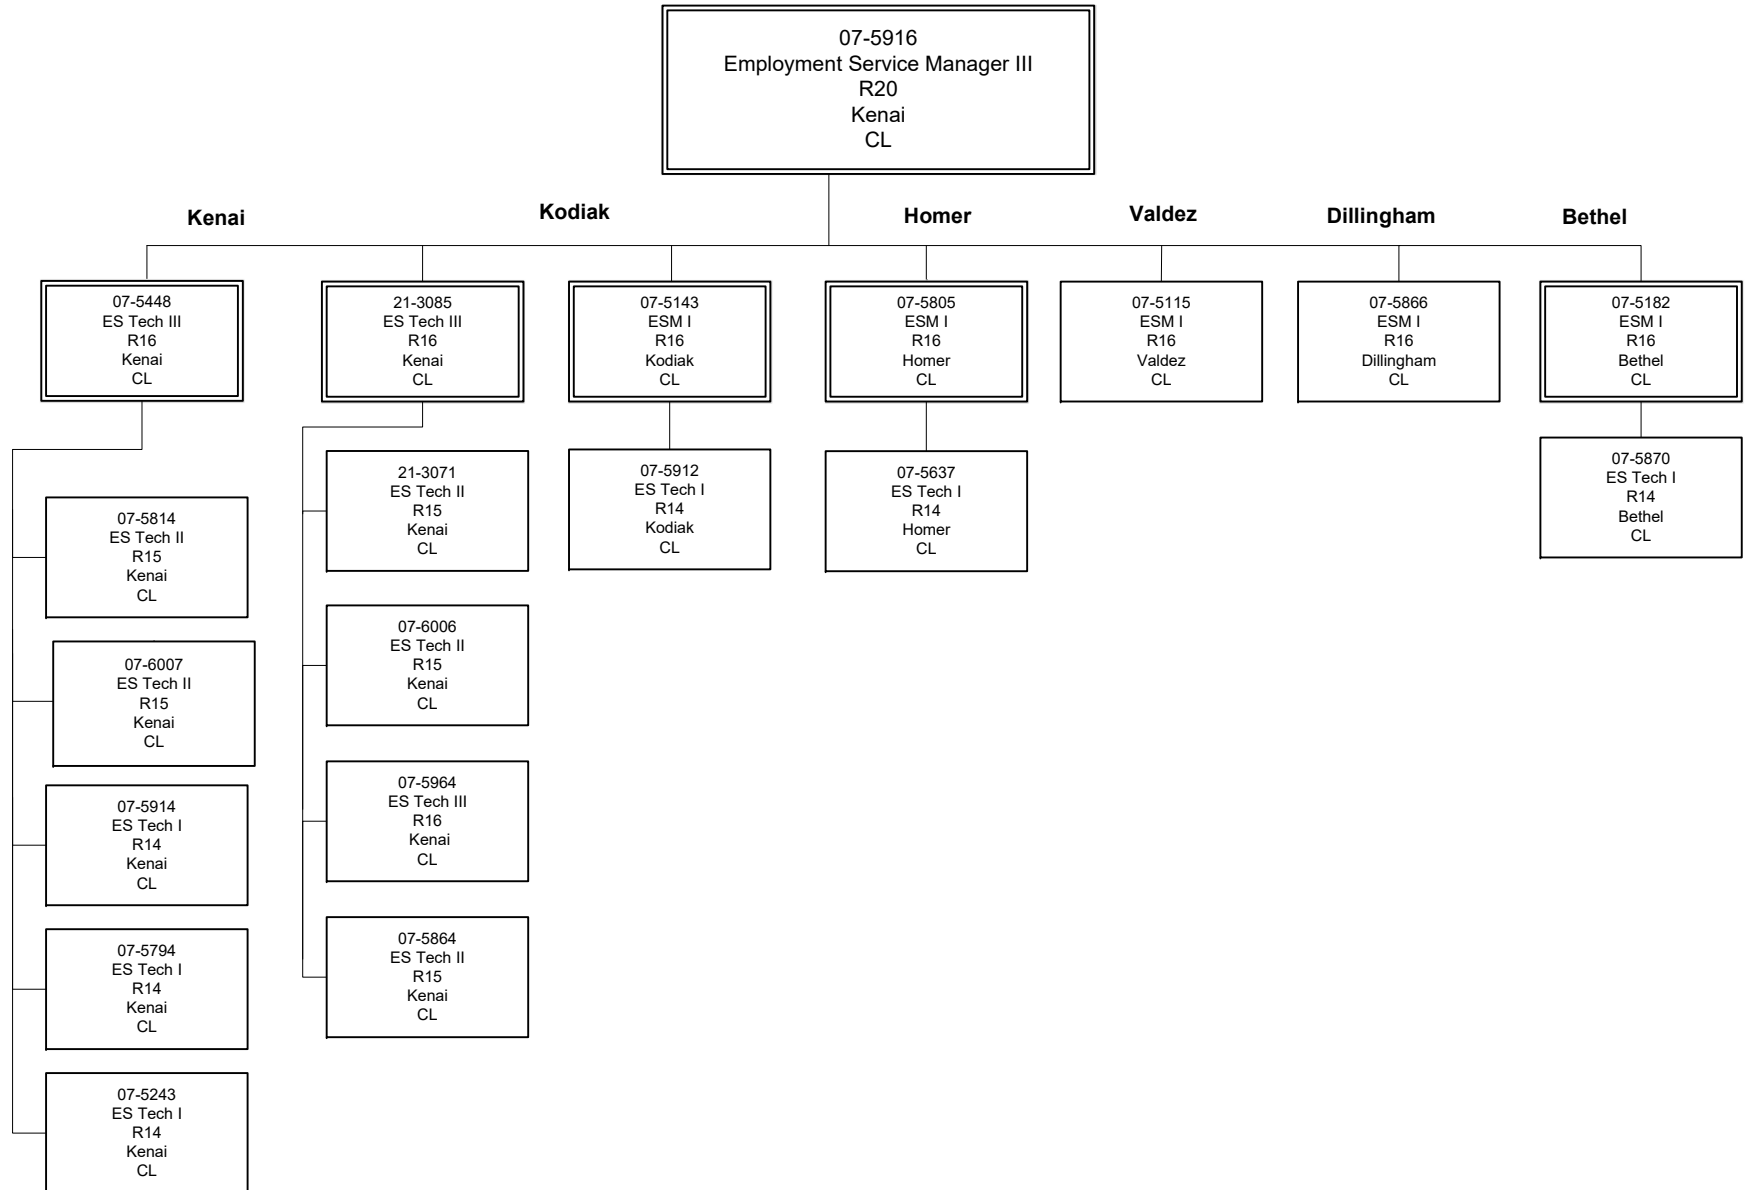 07-5916
Employment Service Manager III
R20
Kenai
CL
Kenai
Kodiak
Homer
Valdez
Dillingham
Bethel
07-5448
ES Tech III
R16
Kenai
CL
21-3085
ES Tech III
R16
Kenai
CL
07-5143
ESM I
R16
Kodiak
CL
07-5805
ESM I
R16
Homer
CL
07-5115
ESM I
R16
Valdez
CL
07-5866
ESM I
R16
Dillingham
CL
07-5182
ESM I
R16
Bethel
CL
07-5814
ES Tech II
R15
Kenai
CL
07-6007
ES Tech II
R15
Kenai
CL
07-5914
ES Tech I
R14
Kenai
CL
07-5794
ES Tech I
R14
Kenai
CL
07-5243
ES Tech I
R14
Kenai
CL
21-3071
ES Tech II
R15
Kenai
CL
07-6006
ES Tech II
R15
Kenai
CL
07-5964
ES Tech III
R16
Kenai
CL
07-5864
ES Tech II
R15
Kenai
CL
07-5912
ES Tech I
R14
Kodiak
CL
07-5637
ES Tech I
R14
Homer
CL
07-5870
ES Tech I
R14
Bethel
CL